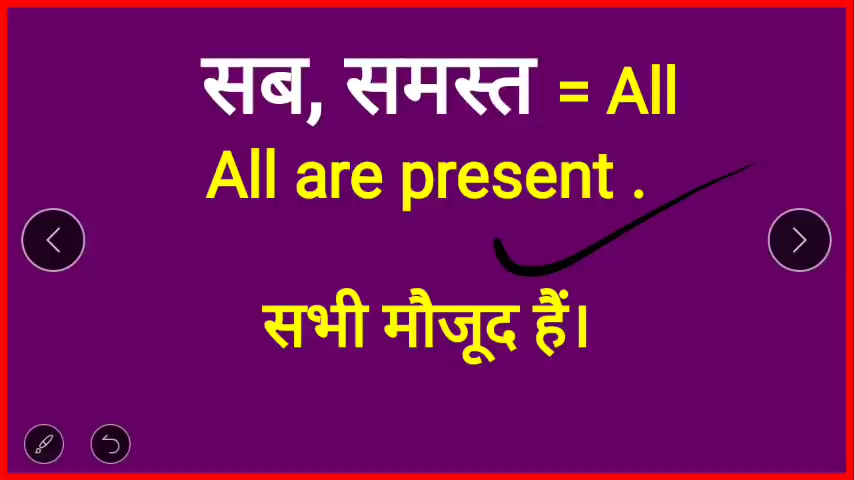 सब, समस्त = All
All are present .
सभी मौजूद हैं।